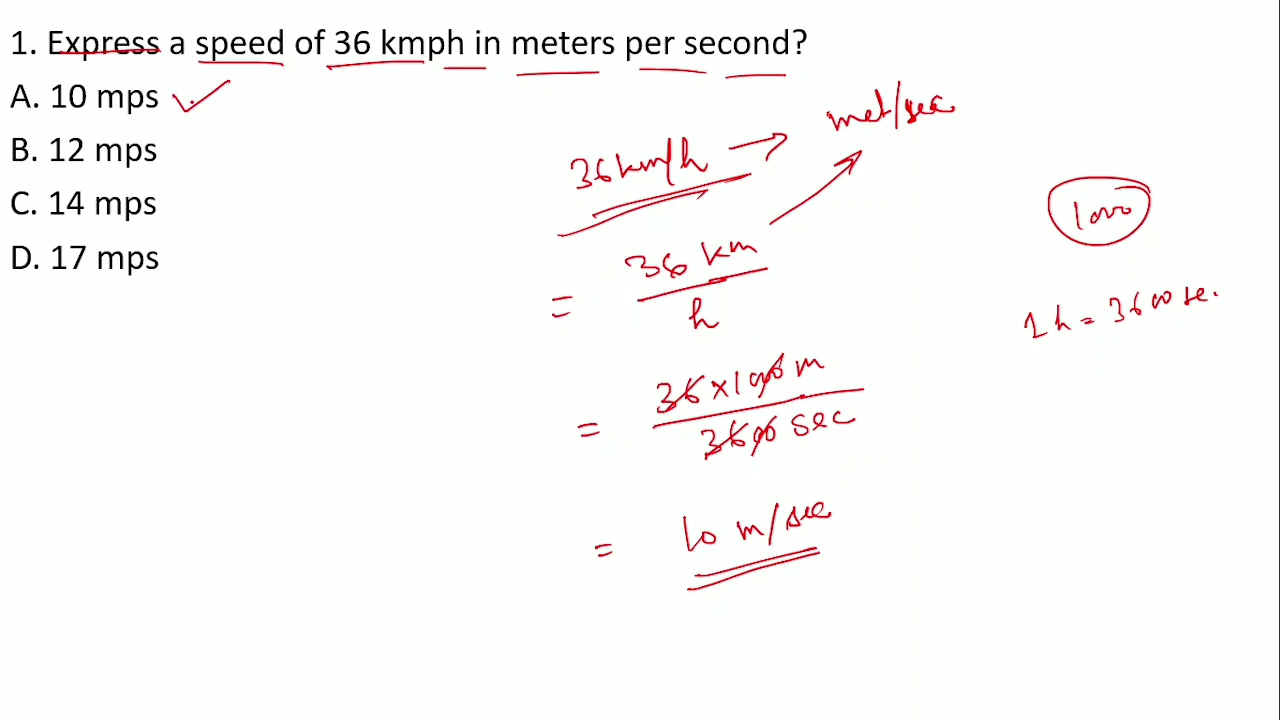 1. Express a speed of 36 kmph in meters per second?
A. 10 mps
B. 12 mps
C. 14 mps
D. 17 mps
36 km/h → met/sec
= 36 km
h
1000
1 h = 3600 se.
= 36 × 1000 m
3600 sec
= 10 m/sec